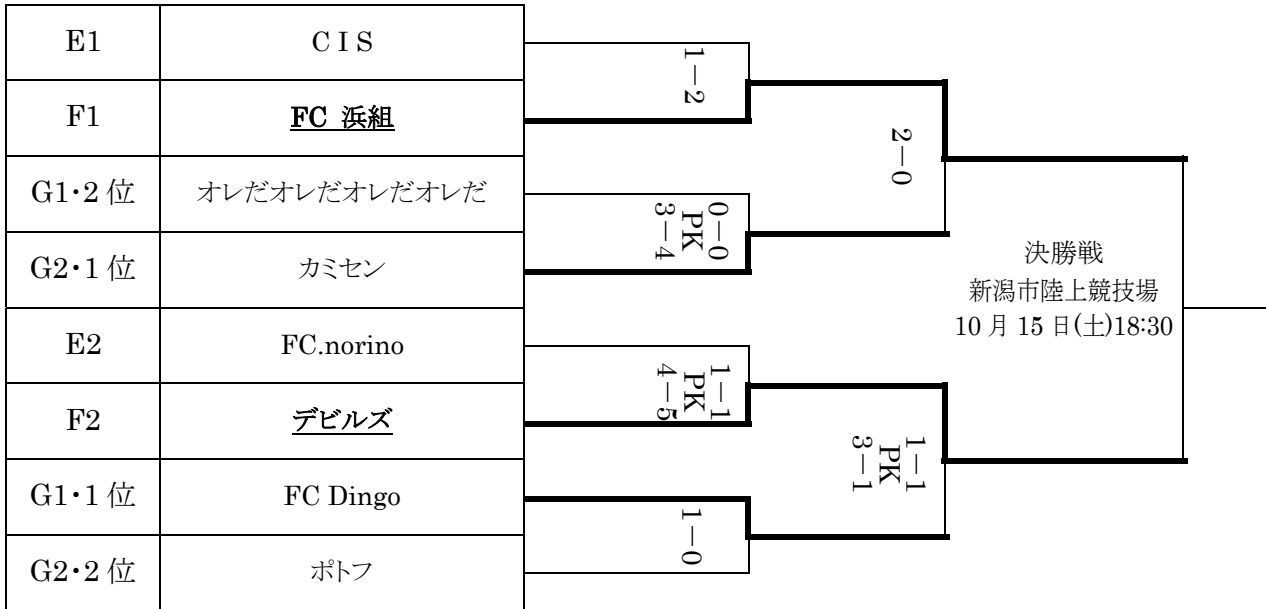 E1 CIS
F1 FC 浜組
G1・2位 オレだオレだオレだオレだ
G2・1位 カミセン
E2 FC.norino
F2 デビルズ
G1・1位 FC Dingo
G2・2位 ポトフ
1－2
0－0
PK
3－4
1－1
PK
4－5
1－0
2－0
1－1
PK
3－1
決勝戦
新潟市陸上競技場
10月15日(土)18:30